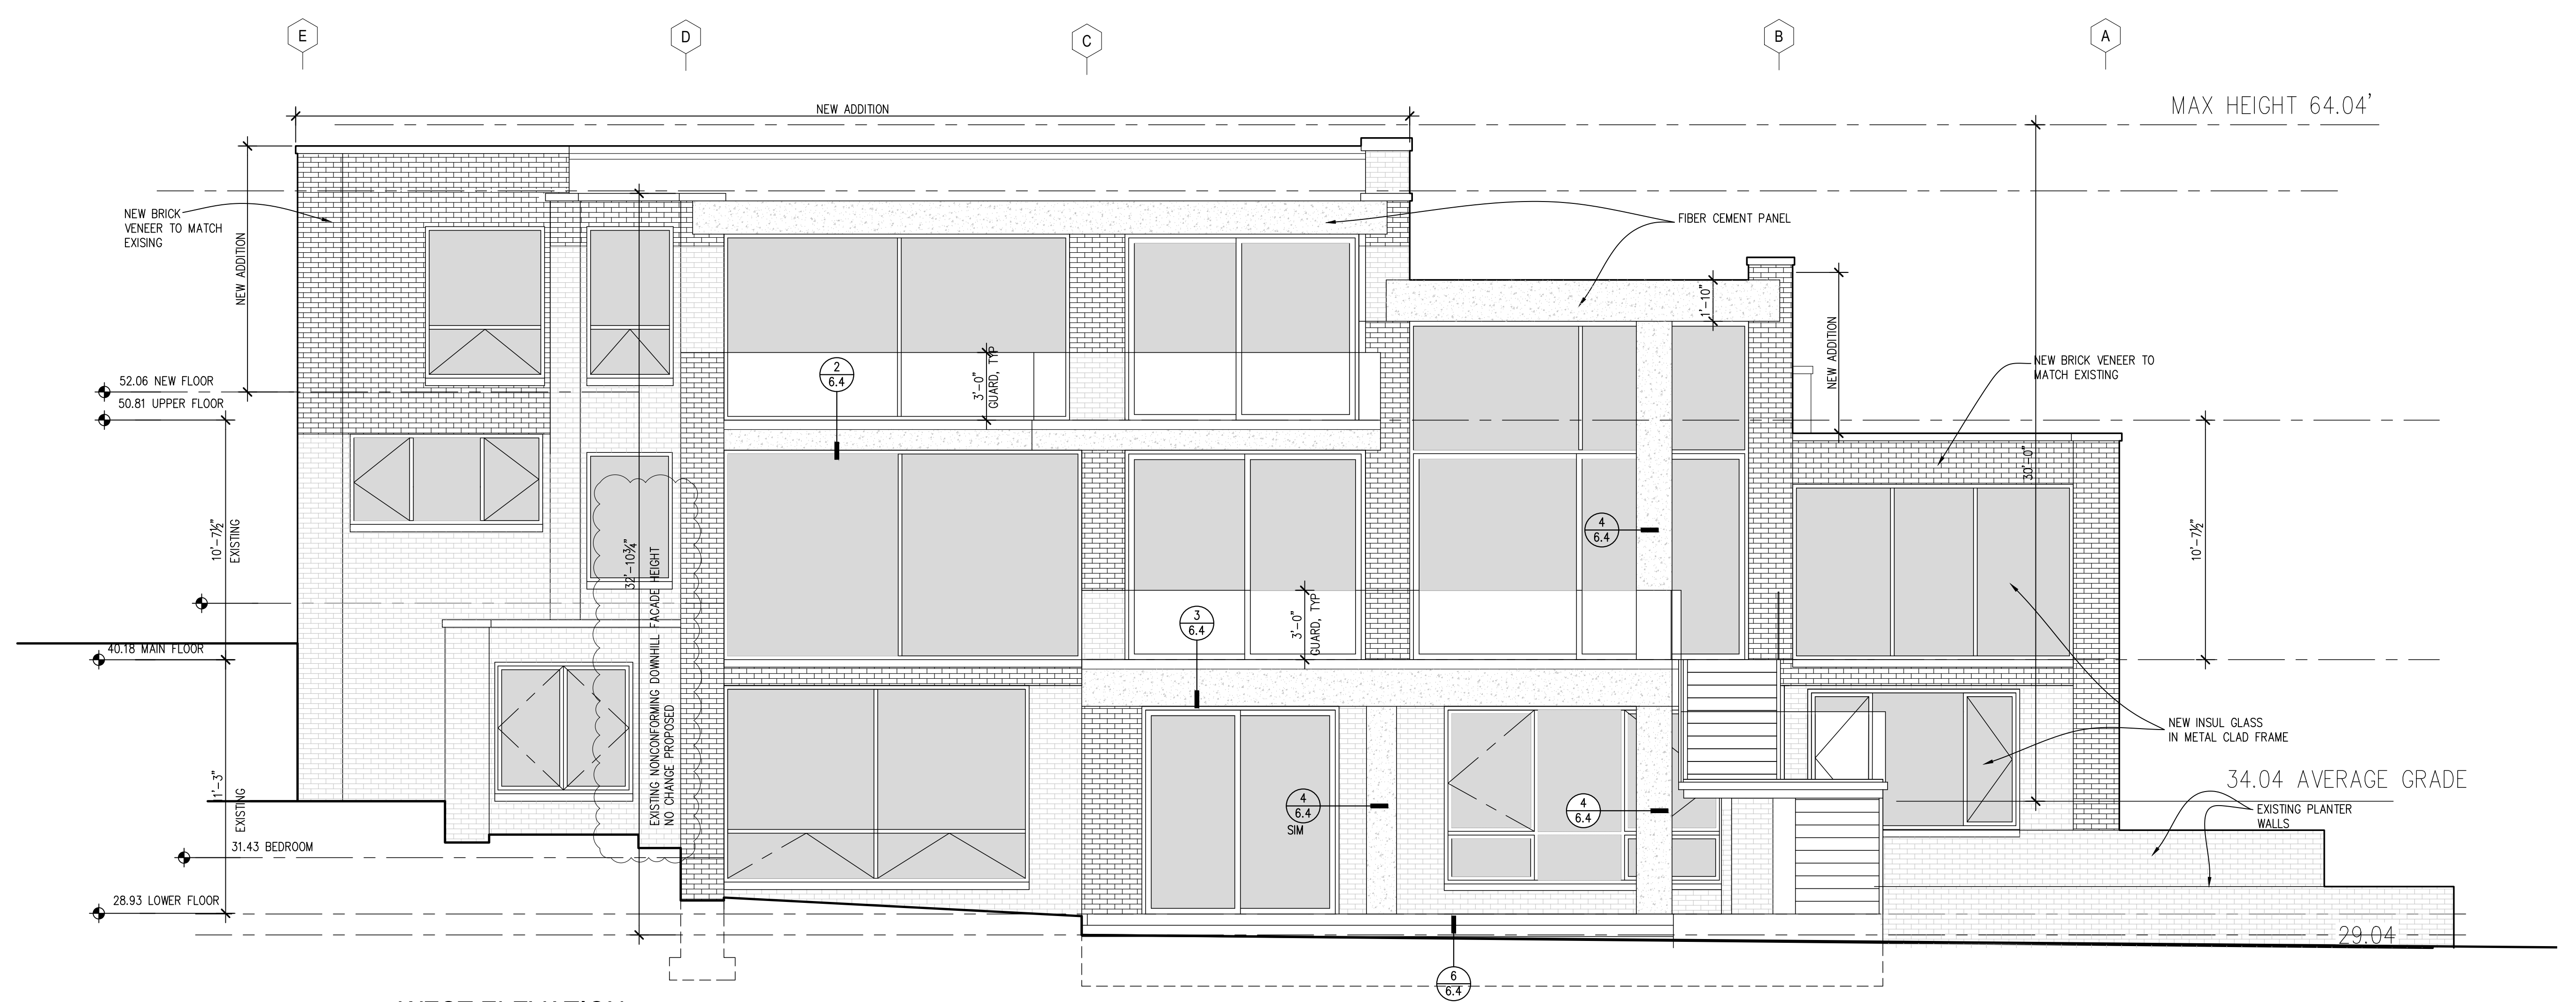 E
D
C
B
A
NEW ADDITION
MAX HEIGHT 64.04'
NEW BRICK
VENEER TO MATCH
EXISING
NEW ADDITION
FIBER CEMENT PANEL
1'-10"
NEW ADDITION
NEW BRICK VENEER TO
MATCH EXISTING
52.06 NEW FLOOR
50.81 UPPER FLOOR
2
6.4
3'-0"
GUARD, TYP
30'-0"
10'-7½"
EXISTING
32'-10¾"
EXISTING NONCONFORMING DOWNHILL FACADE HEIGHT
NO CHANGE PROPOSED
4
6.4
10'-7½"
3
6.4
3'-0"
GUARD, TYP
40.18 MAIN FLOOR
NEW INSUL GLASS
IN METAL CLAD FRAME
34.04 AVERAGE GRADE
EXISTING PLANTER
WALLS
11'-3"
EXISTING
4
6.4
SIM
4
6.4
31.43 BEDROOM
28.93 LOWER FLOOR
29.04
6
6.4
WEST ELEVATION